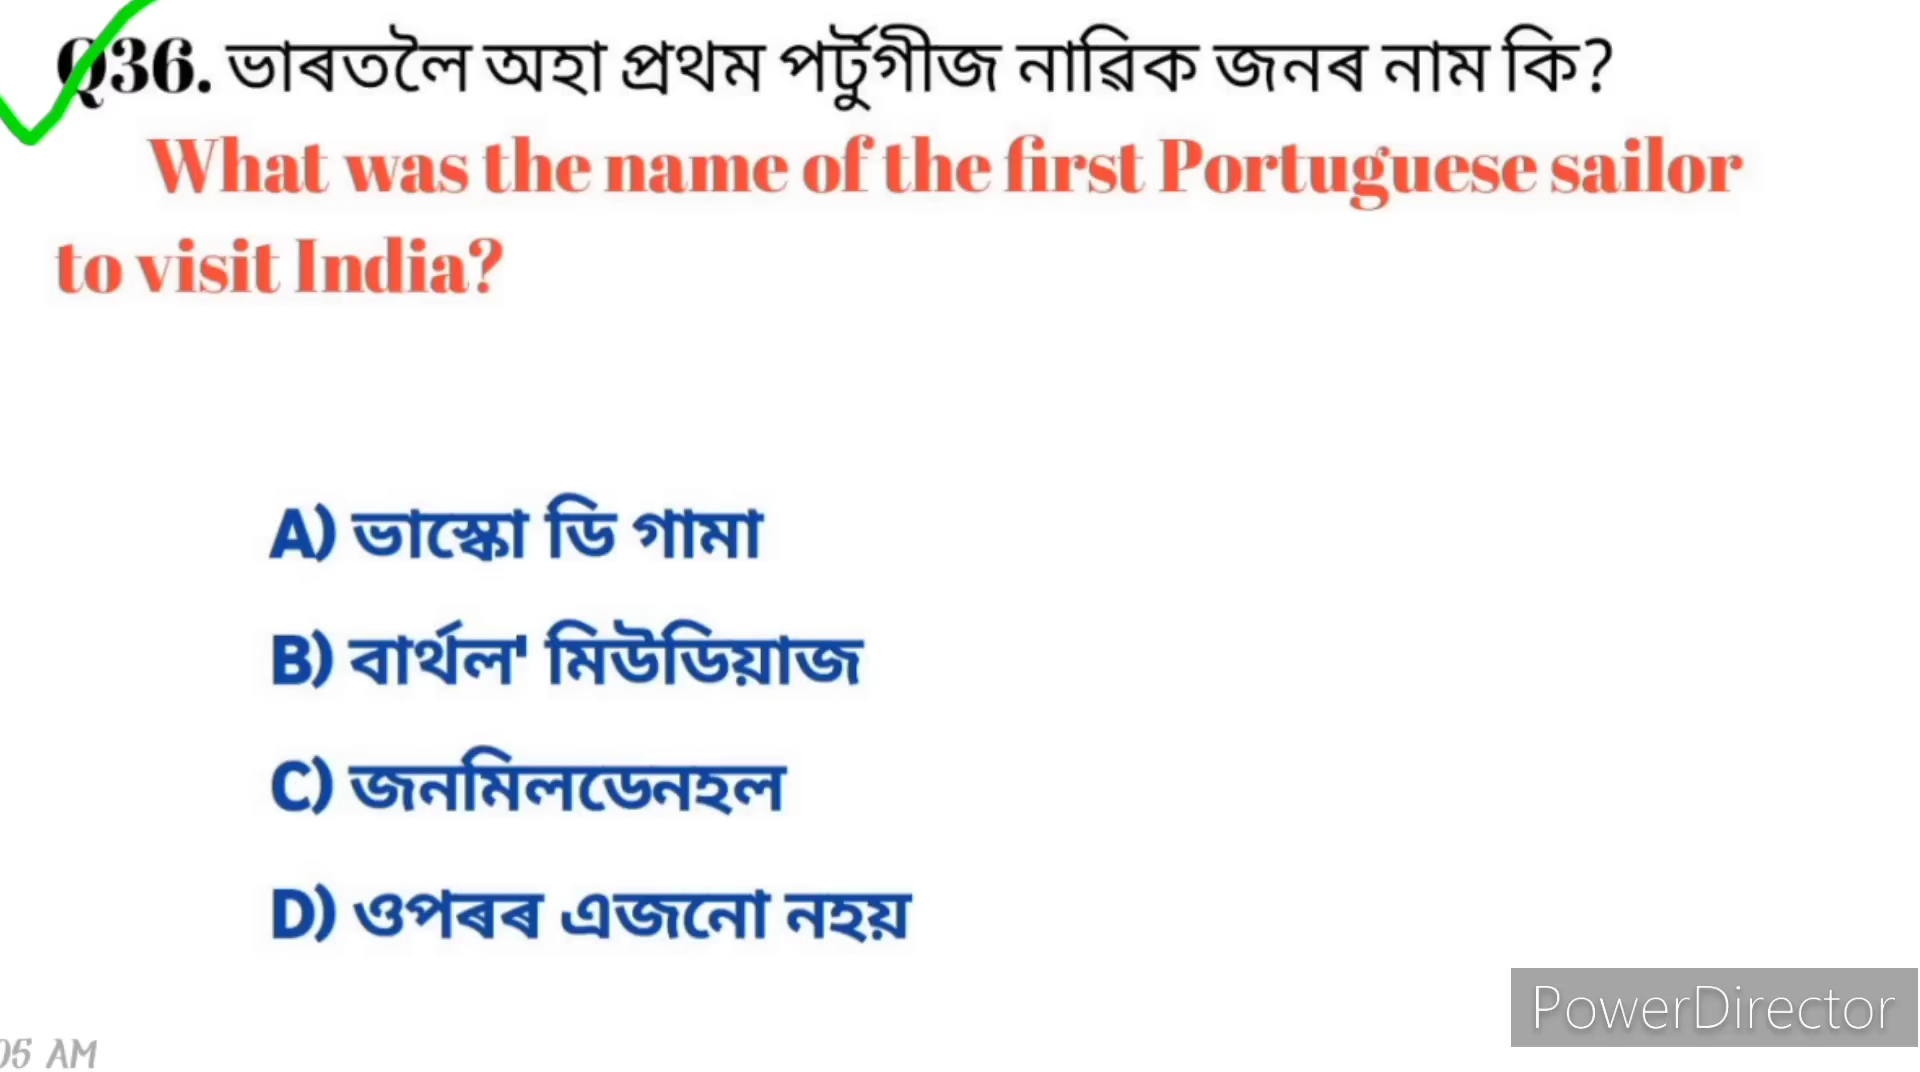 Q36. ভাৰতলৈ অহা প্ৰথম পৰ্টুগীজ নাৱিক জনৰ নাম কি?
What was the name of the first Portuguese sailor
to visit India?
A) ভাস্কো ডি গামা
B) বাৰ্থল' মিউডিয়াজ
C) জনমিলডেনহল
D) ওপৰৰ এজনো নহয়
PowerDirector
05 AM